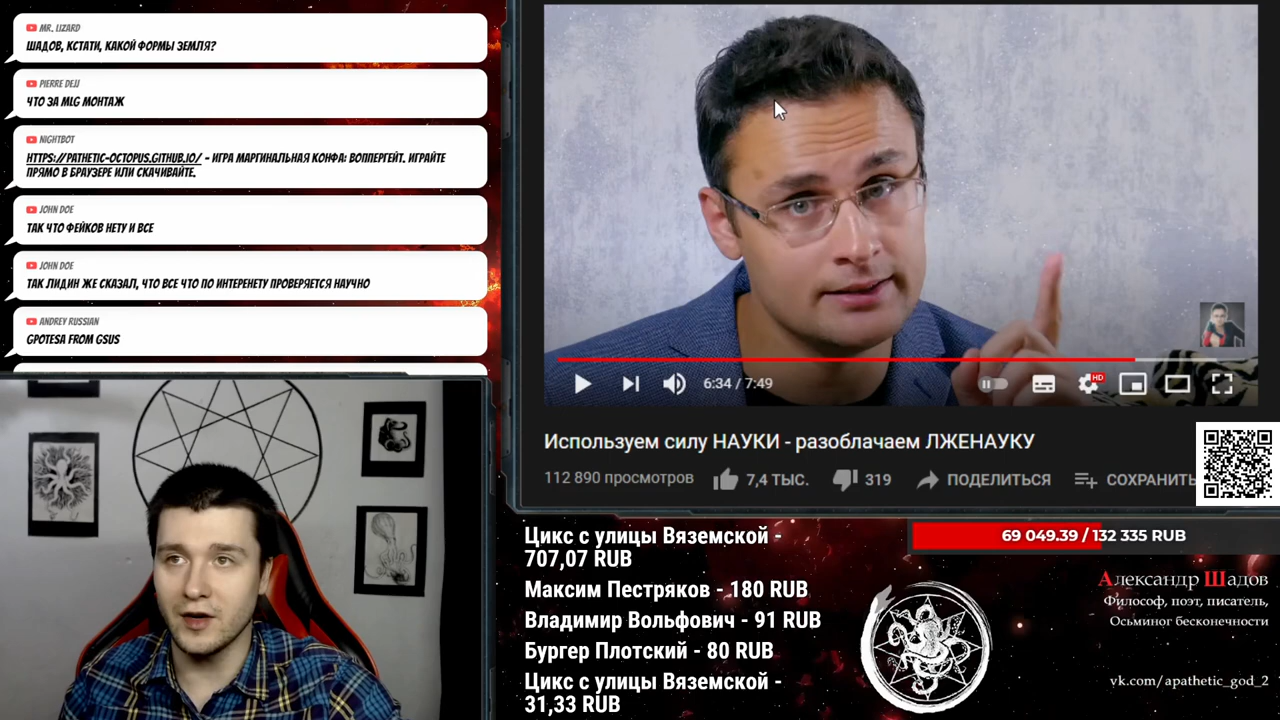 MR. LIZARD
ШАДОВ, КСТАТИ, КАКОЙ ФОРМЫ ЗЕМЛЯ?
PIERRE DEJJ
ЧТО ЗА MLG МОНТАЖ
NIGHTBOT
HTTPS://PATHETIC-OCTOPUS.GITHUB.IO/ - ИГРА МАРГИНАЛЬНАЯ КОНФА: ВОППЕРГЕЙТ. ИГРАЙТЕ
ПРЯМО В БРАУЗЕРЕ ИЛИ СКАЧИВАЙТЕ.
JOHN DOE
ТАК ЧТО ФЕЙКОВ НЕТУ И ВСЕ
JOHN DOE
ТАК ЛИДИН ЖЕ СКАЗАЛ, ЧТО ВСЕ ЧТО ПО ИНТЕРЕНЕТУ ПРОВЕРЯЕТСЯ НАУЧНО
ANDREY RUSSIAN
GPOTESA FROM GSUS
6:34 / 7:49
HD
Используем силу НАУКИ - разоблачаем ЛЖЕНАУКУ
112 890 просмотров
7,4 ТЫС.
319
ПОДЕЛИТЬСЯ
СОХРАНИТЬ
Цикс с улицы Вяземской -
707,07 RUB
Максим Пестряков - 180 RUB
Владимир Вольфович - 91 RUB
Бургер Плотский - 80 RUB
Цикс с улицы Вяземской -
31,33 RUB
69 049.39 / 132 335 RUB
Александр Шадов
Философ, поэт, писатель,
Осьминог бесконечности
vk.com/apathetic_god_2